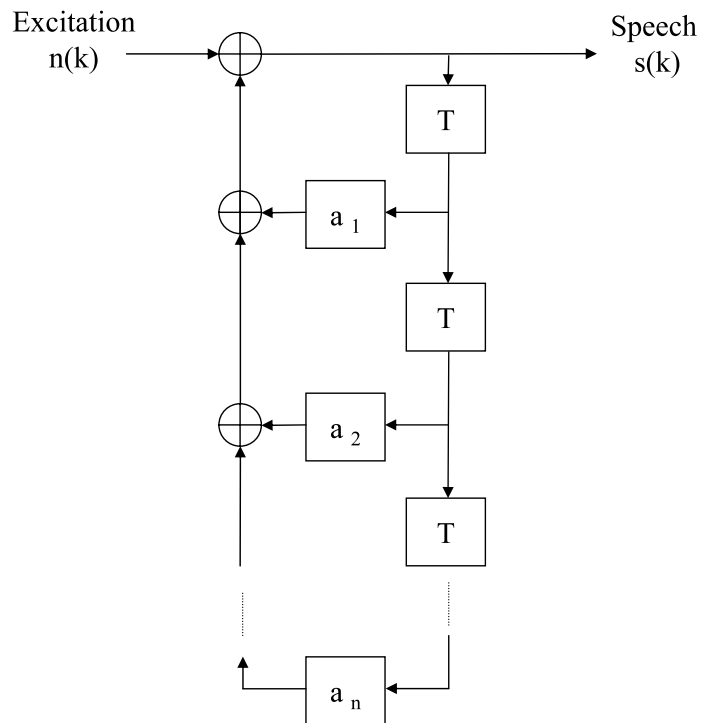 Excitation
n(k)
Speech
s(k)
T
a 1
T
a 2
T
a n